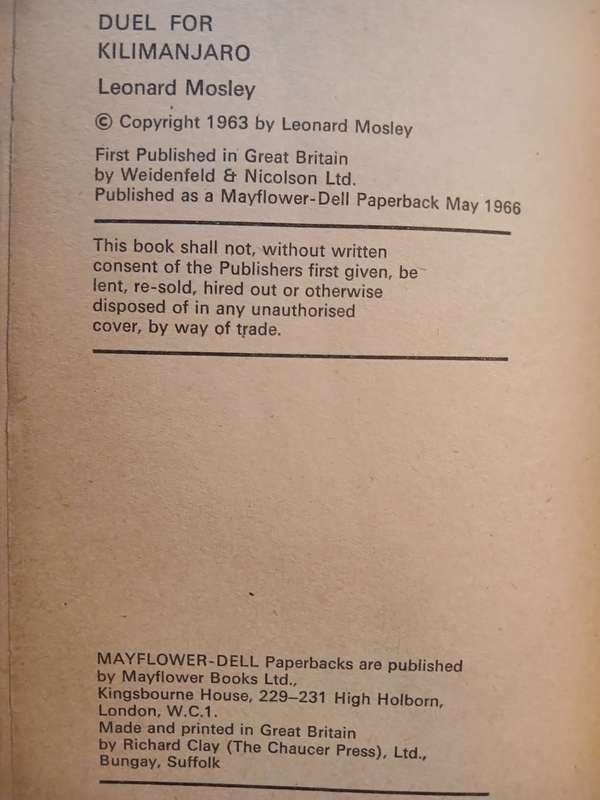 DUEL FOR
KILIMANJARO
Leonard Mosley
© Copyright 1963 by Leonard Mosley
First Published in Great Britain
by Weidenfeld & Nicolson Ltd.
Published as a Mayflower-Dell Paperback May 1966
This book shall not, without written
consent of the Publishers first given, be
lent, re-sold, hired out or otherwise
disposed of in any unauthorised
cover, by way of trade.
MAYFLOWER-DELL Paperbacks are published
by Mayflower Books Ltd.,
Kingsbourne House, 229–231 High Holborn,
London, W.C.1.
Made and printed in Great Britain
by Richard Clay (The Chaucer Press), Ltd.,
Bungay, Suffolk